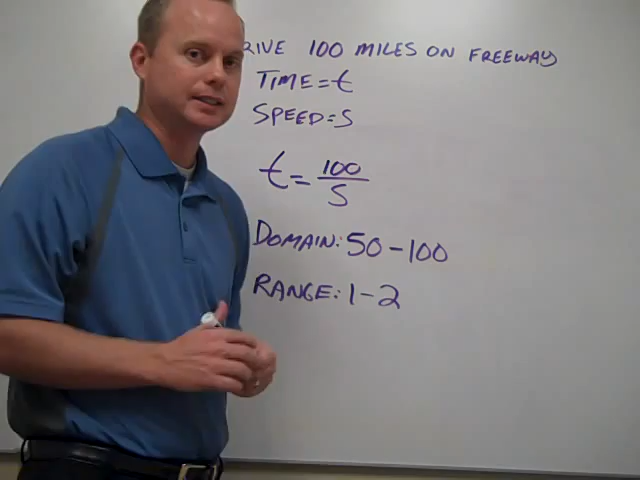 RIVE 100 MILES ON FREEWAY
TIME=t
SPEED=S
t=100/S
DOMAIN: 50-100
RANGE: 1-2